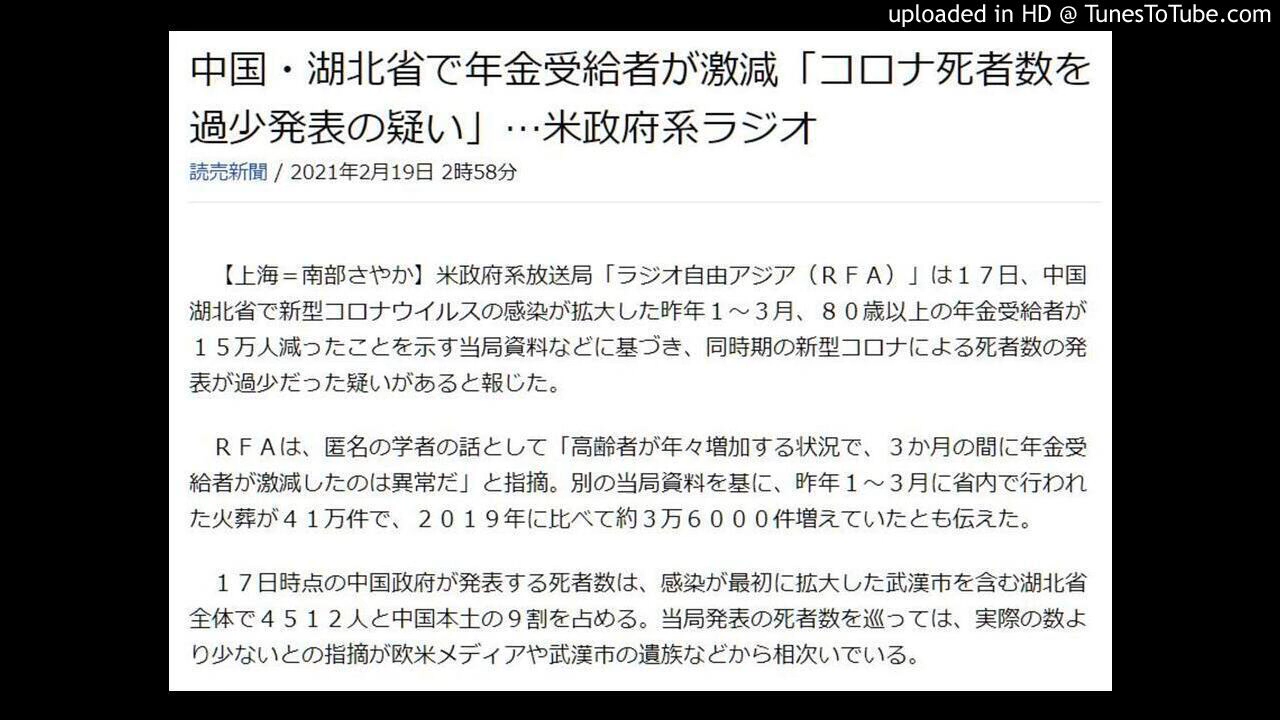 uploaded in HD @ TunesToTube.com
中国・湖北省で年金受給者が激減「コロナ死者数を
過少発表の疑い」…米政府系ラジオ
読売新聞 / 2021年2月19日 2時58分
【上海＝南部さやか】米政府系放送局「ラジオ自由アジア（ＲＦＡ）」は１７日、中国
湖北省で新型コロナウイルスの感染が拡大した昨年１～３月、８０歳以上の年金受給者が
１５万人減ったことを示す当局資料などに基づき、同時期の新型コロナによる死者数の発
表が過少だった疑いがあると報じた。
ＲＦＡは、匿名の学者の話として「高齢者が年々増加する状況で、３か月の間に年金受
給者が激減したのは異常だ」と指摘。別の当局資料を基に、昨年１～３月に省内で行われ
た火葬が４１万件で、２０１９年に比べて約３万６０００件増えていたとも伝えた。
１７日時点の中国政府が発表する死者数は、感染が最初に拡大した武漢市を含む湖北省
全体で４５１２人と中国本土の９割を占める。当局発表の死者数を巡っては、実際の数よ
り少ないとの指摘が欧米メディアや武漢市の遺族などから相次いでいる。